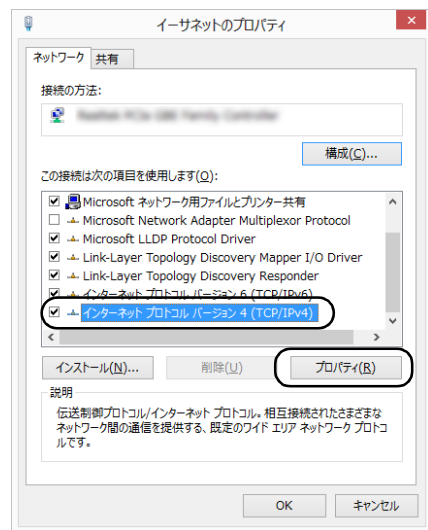 イーサネットのプロパティ
ネットワーク 共有
接続の方法:
構成(C)...
この接続は次の項目を使用します(O):
Microsoft ネットワーク用ファイルとプリンター共有
Microsoft Network Adapter Multiplexor Protocol
Microsoft LLDP Protocol Driver
Link-Layer Topology Discovery Mapper I/O Driver
Link-Layer Topology Discovery Responder
インターネット プロトコル バージョン 6 (TCP/IPv6)
インターネット プロトコル バージョン 4 (TCP/IPv4)
インストール(N)... 削除(U) プロパティ(R)
説明
伝送制御プロトコル/インターネット プロトコル。相互接続されたさまざまな
ネットワーク間の通信を提供する、既定のワイド エリア ネットワーク プロトコ
ルです。
OK キャンセル